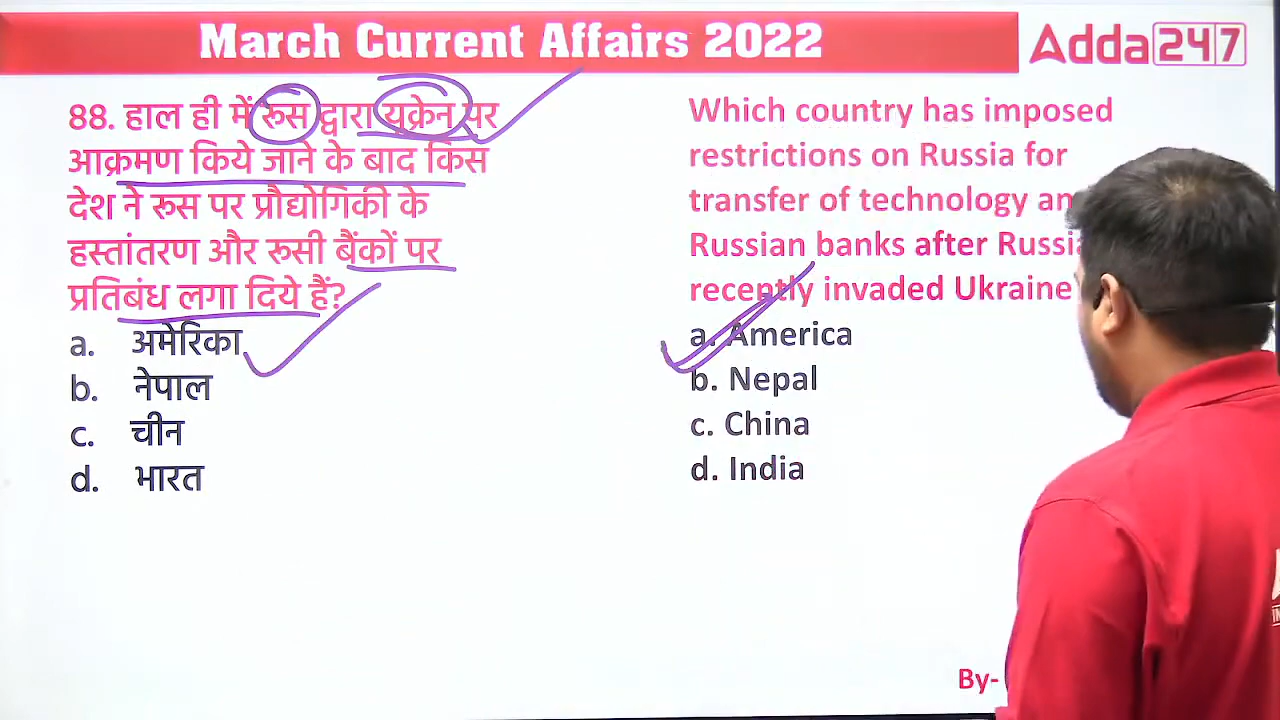 March Current Affairs 2022
Adda247
88. हाल ही में रूस द्वारा यक्रेन पर
आक्रमण किये जाने के बाद किस
देश ने रूस पर प्रौद्योगिकी के
हस्तांतरण और रूसी बैंकों पर
प्रतिबंध लगा दिये हैं?
a. अमेरिका
b. नेपाल
c. चीन
d. भारत
Which country has imposed
restrictions on Russia for
transfer of technology
Russian banks after
recently invaded Ukraine
a. America
b. Nepal
c. China
d. India
By-